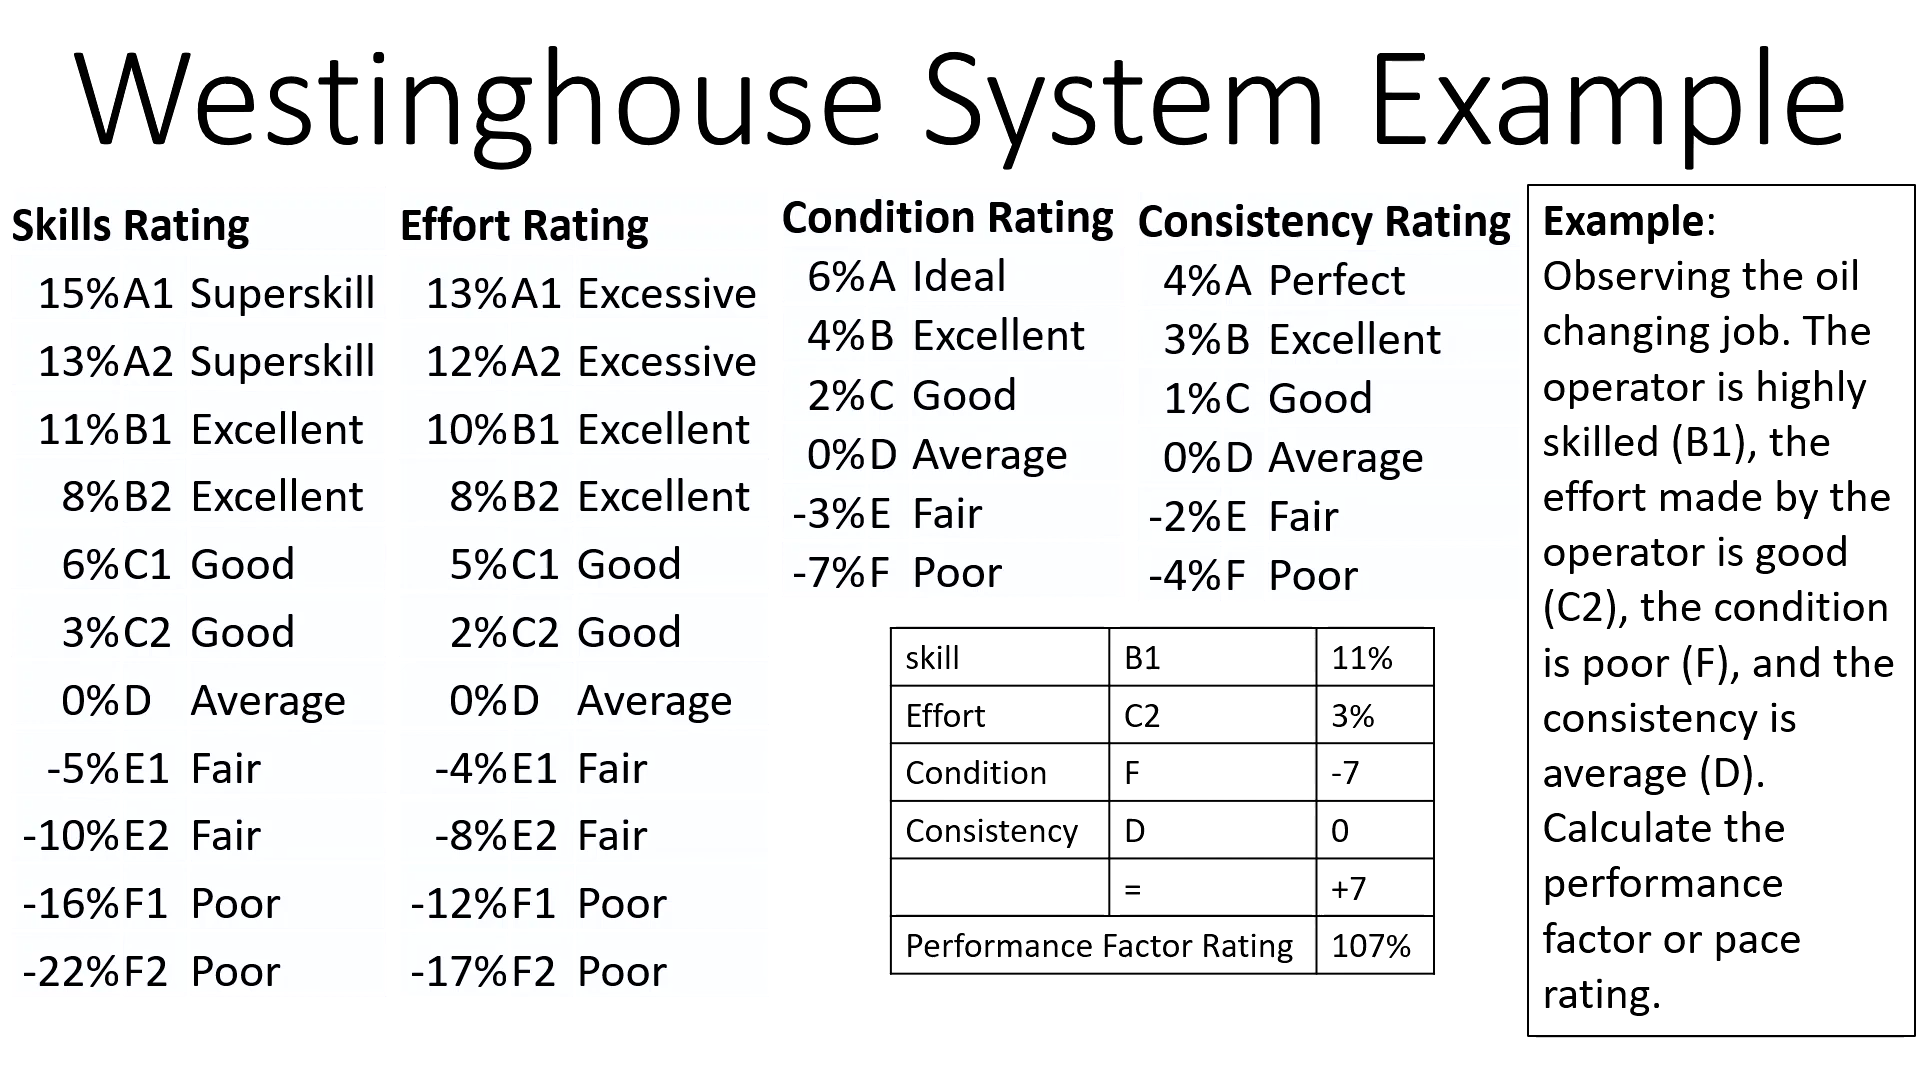 Westinghouse System Example
Skills Rating
15% A1 Superskill
13% A2 Superskill
11% B1 Excellent
8% B2 Excellent
6% C1 Good
3% C2 Good
0% D Average
-5% E1 Fair
-10% E2 Fair
-16% F1 Poor
-22% F2 Poor
Effort Rating
13% A1 Excessive
12% A2 Excessive
10% B1 Excellent
8% B2 Excellent
5% C1 Good
2% C2 Good
0% D Average
-4% E1 Fair
-8% E2 Fair
-12% F1 Poor
-17% F2 Poor
Condition Rating
6% A Ideal
4% B Excellent
2% C Good
0% D Average
-3% E Fair
-7% F Poor
Consistency Rating
4% A Perfect
3% B Excellent
1% C Good
0% D Average
-2% E Fair
-4% F Poor
skill B1 11%
Effort C2 3%
Condition F -7
Consistency D 0
= +7
Performance Factor Rating 107%
Example:
Observing the oil
changing job. The
operator is highly
skilled (B1), the
effort made by the
operator is good
(C2), the condition
is poor (F), and the
consistency is
average (D).
Calculate the
performance
factor or pace
rating.